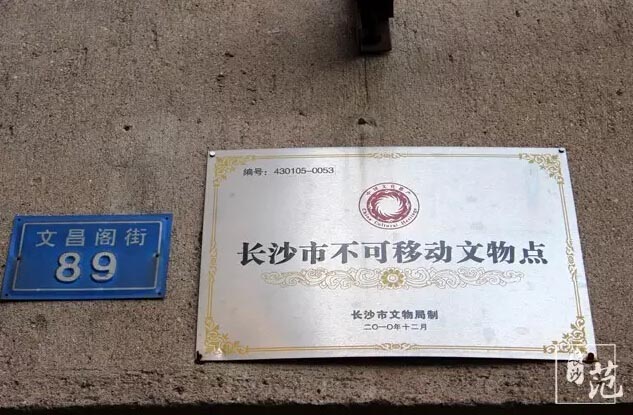 编号：430105-0053
长沙市不可移动文物点
长沙市文物局制
二〇一〇年十二月
文昌阁街
89
范